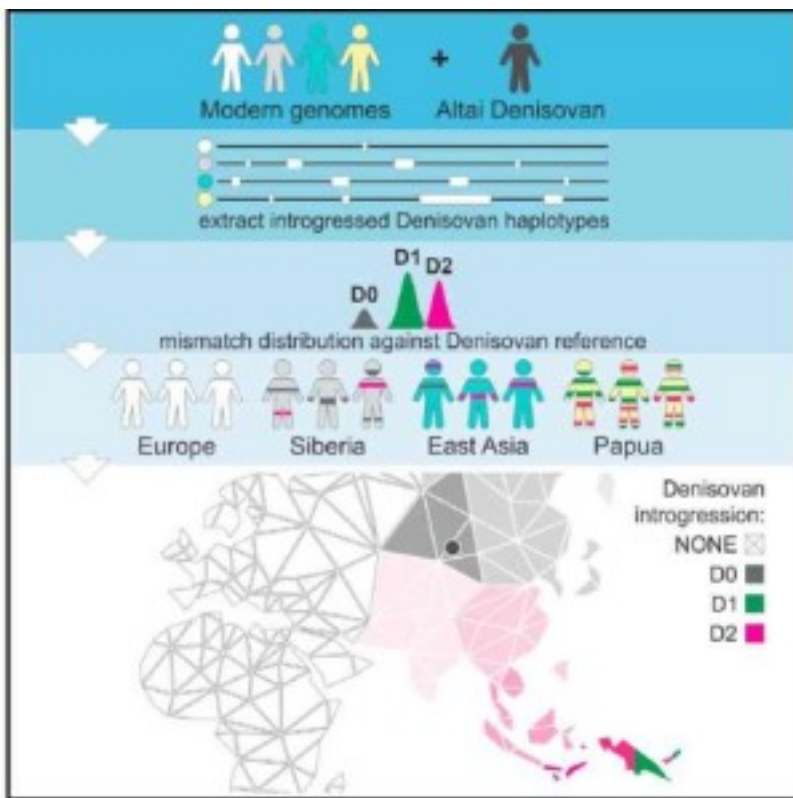 Modern genomes + Altai Denisovan
extract introgressed Denisovan haplotypes
D0 D1 D2
mismatch distribution against Denisovan reference
Europe Siberia East Asia Papua
Denisovan
introgression:
NONE
D0
D1
D2